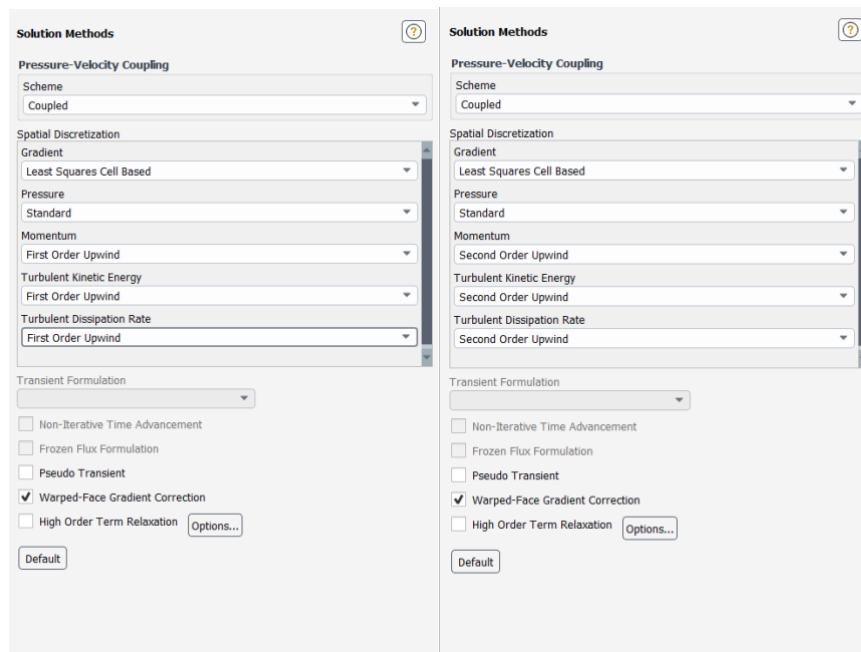 Solution Methods
?
Pressure-Velocity Coupling
Scheme
Coupled
Spatial Discretization
Gradient
Least Squares Cell Based
Pressure
Standard
Momentum
First Order Upwind
Turbulent Kinetic Energy
First Order Upwind
Turbulent Dissipation Rate
First Order Upwind
Transient Formulation
Non-Iterative Time Advancement
Frozen Flux Formulation
Pseudo Transient
Warped-Face Gradient Correction
High Order Term Relaxation Options...
Default
Solution Methods
?
Pressure-Velocity Coupling
Scheme
Coupled
Spatial Discretization
Gradient
Least Squares Cell Based
Pressure
Standard
Momentum
Second Order Upwind
Turbulent Kinetic Energy
Second Order Upwind
Turbulent Dissipation Rate
Second Order Upwind
Transient Formulation
Non-Iterative Time Advancement
Frozen Flux Formulation
Pseudo Transient
Warped-Face Gradient Correction
High Order Term Relaxation Options...
Default